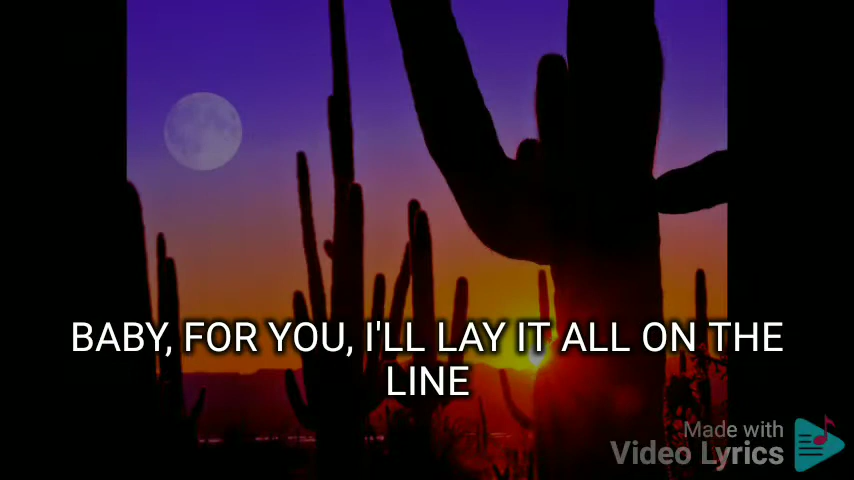 BABY, FOR YOU, I'LL LAY IT ALL ON THE
LINE
Made with
Video Lyrics